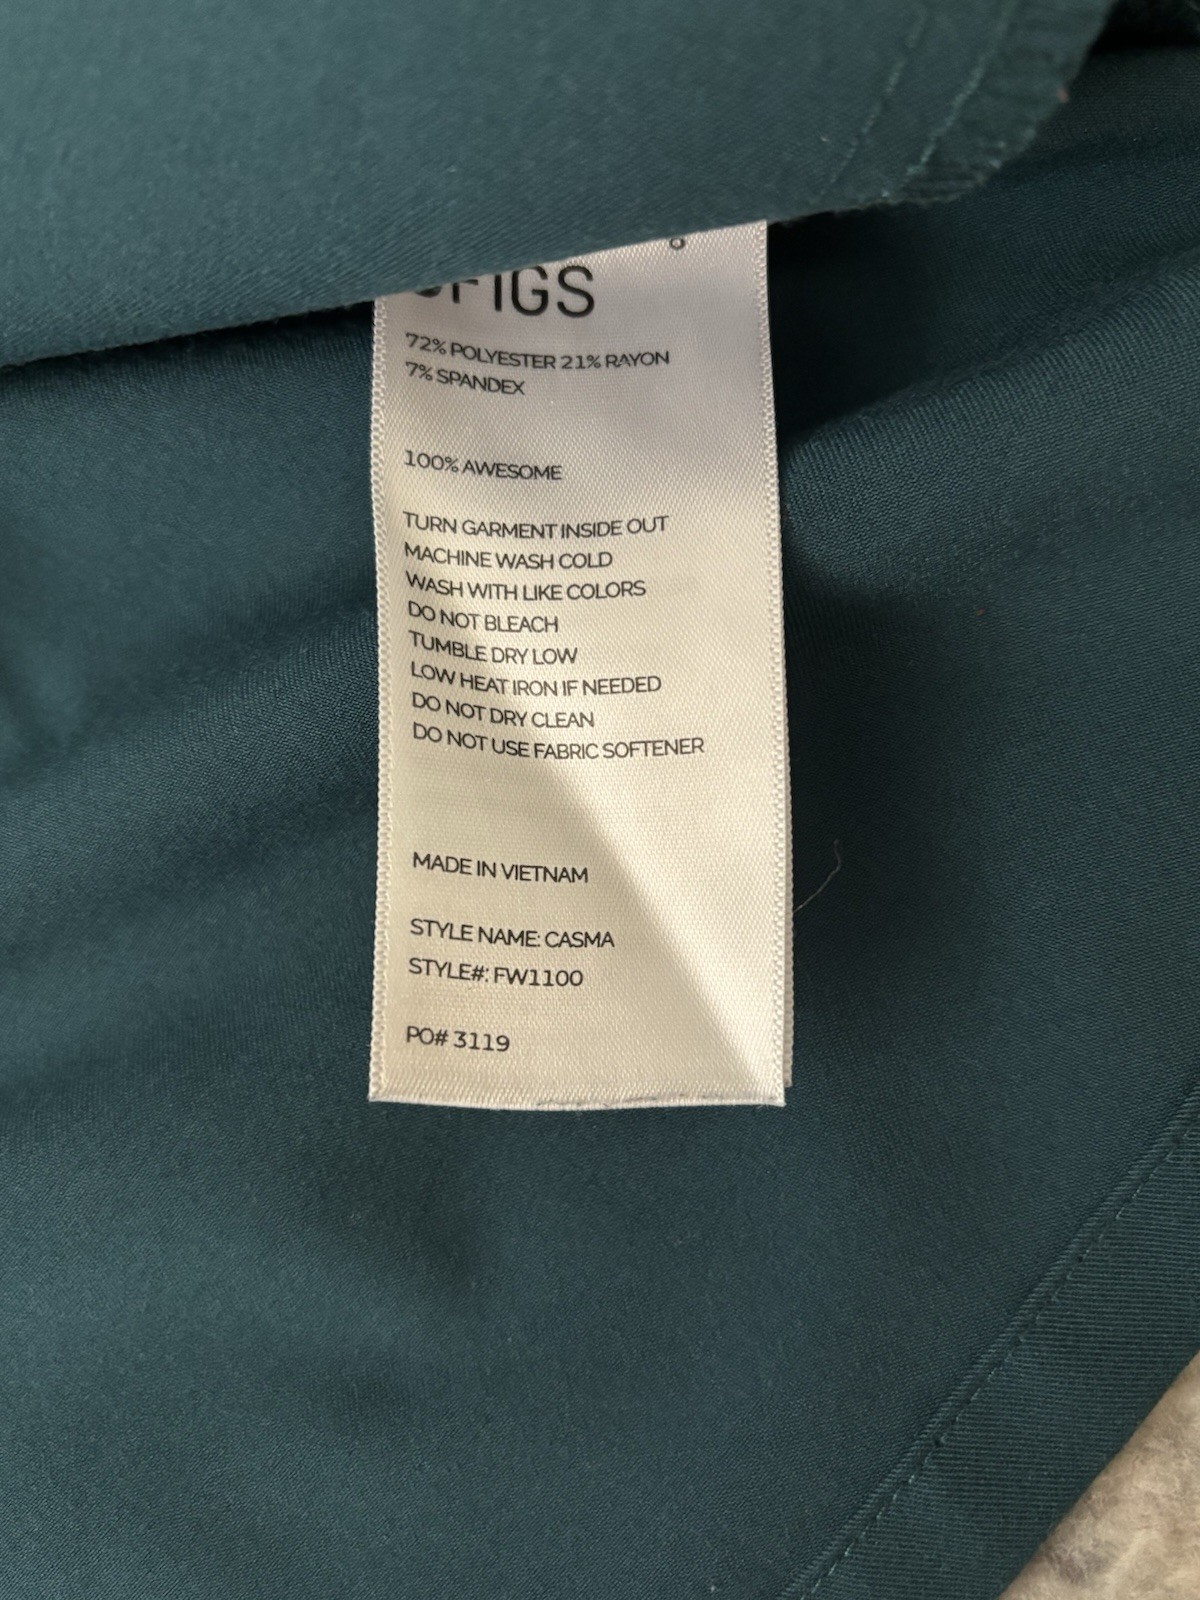 FIGS
72% POLYESTER 21% RAYON
7% SPANDEX
100% AWESOME
TURN GARMENT INSIDE OUT
MACHINE WASH COLD
WASH WITH LIKE COLORS
DO NOT BLEACH
TUMBLE DRY LOW
LOW HEAT IRON IF NEEDED
DO NOT DRY CLEAN
DO NOT USE FABRIC SOFTENER
MADE IN VIETNAM
STYLE NAME: CASMA
STYLE#: FW1100
PO# 3119